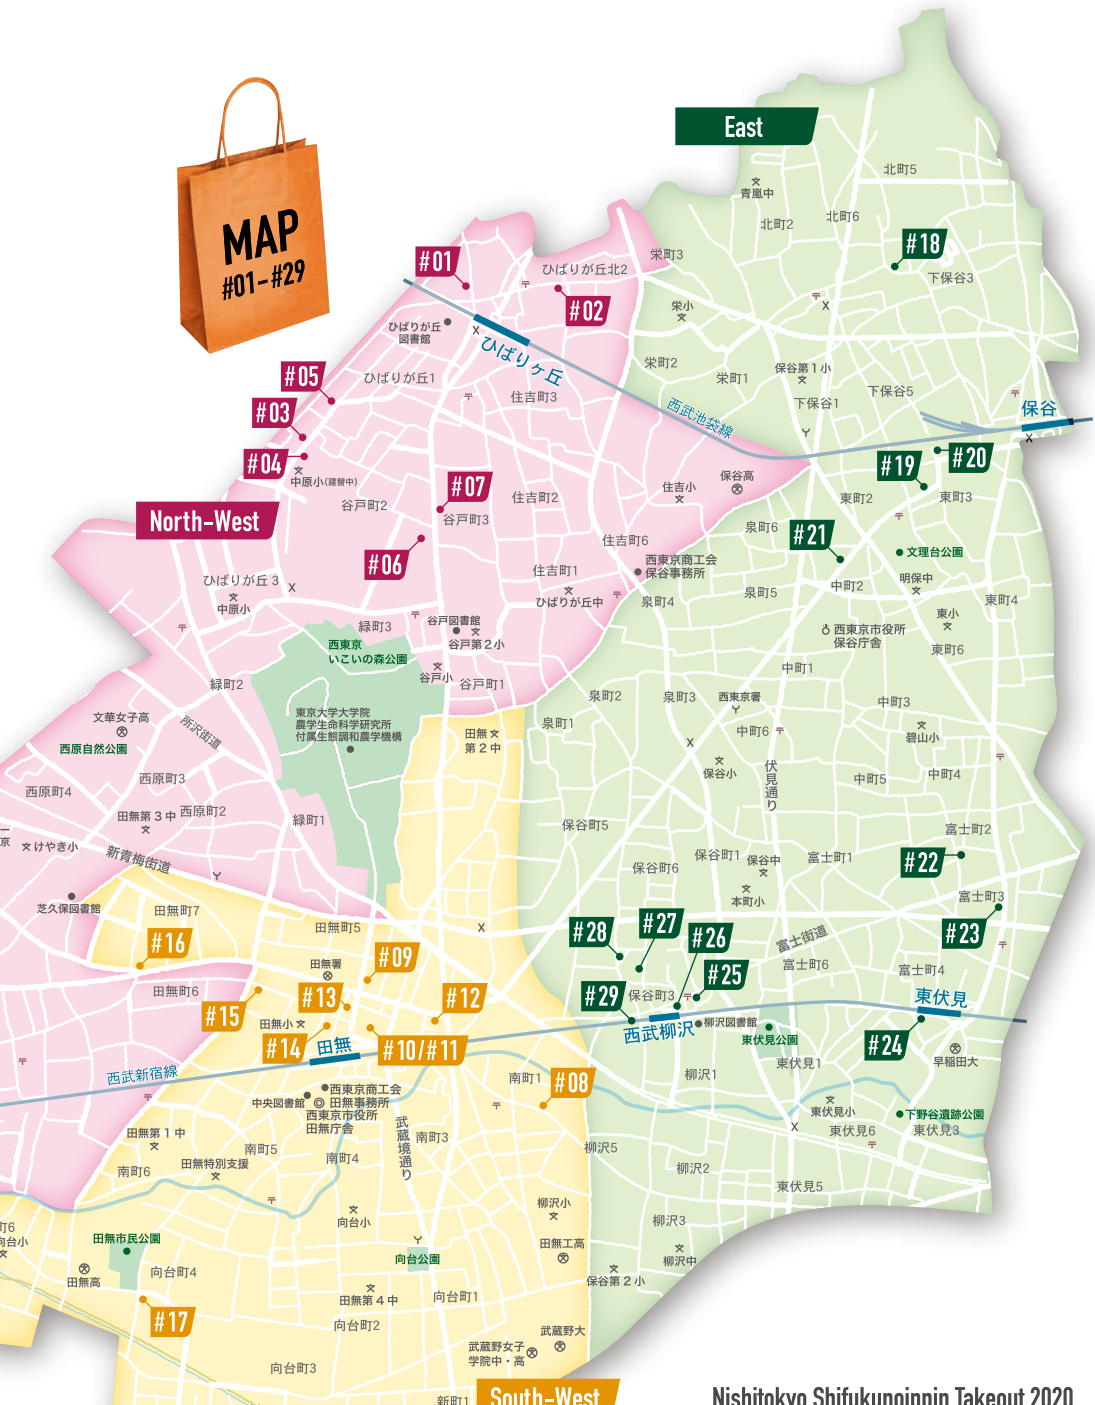 MAP
#01–#29
East
North-West
South-West
Nishitokyo Shifukunoippin Takeout 2020
北町5
青嵐中
北町2
北町6
#18
下保谷3
栄町3
#01
ひばりが丘北2
#02
栄小
ひばりが丘
図書館
ひばりヶ丘
栄町2
栄町1
保谷第1小
下保谷5
下保谷1
保谷
#05
ひばりが丘1
住吉町3
西武池袋線
#03
#04
中原小(建替中)
#07
谷戸町2
谷戸町3
住吉町2
住吉小
保谷高
#19
#20
東町2
東町3
泉町6
#21
#06
住吉町6
西東京商工会
保谷事務所
文理台公園
ひばりが丘3
中原小
住吉町1
ひばりが丘中
泉町4
泉町5
中町2
明保中
東町4
東小
緑町3
谷戸図書館
谷戸第2小
西東京
いこいの森公園
西東京市役所
保谷庁舎
東町6
谷戸小
谷戸町1
中町1
緑町2
泉町2
泉町3
西東京署
中町3
文華女子高
西原自然公園
所沢街道
東京大学大学院
農学生命科学研究所
付属生態調和農学機構
田無
第2中
泉町1
中町6
碧山小
保谷小
伏見通り
中町5
中町4
西原町3
西原町4
田無第3中
西原町2
緑町1
保谷町5
富士町2
一
京
けやき小
新青梅街道
保谷町6
保谷町1
保谷中
富士町1
#22
本町小
富士町3
芝久保図書館
田無町7
田無町5
#16
#09
#28
#27
#26
富士街道
#23
田無署
#25
富士町6
富士町4
田無町6
#13
#12
#29
保谷町3
東伏見
#15
田無小
#14
田無
#10/#11
西武柳沢
柳沢図書館
東伏見公園
#24
早稲田大
西武新宿線
西東京商工会
田無事務所
中央図書館
西東京市役所
田無庁舎
南町1
#08
柳沢1
東伏見1
東伏見小
下野谷遺跡公園
東伏見6
東伏見3
田無第1中
武蔵境通り
南町3
南町5
南町4
南町6
田無特別支援
柳沢5
柳沢2
東伏見5
向台小
柳沢小
柳沢3
町6
向台小
田無市民公園
田無工高
柳沢中
田無高
向台町4
向台公園
保谷第2小
#17
田無第4中
向台町1
向台町2
武蔵野大
武蔵野女子
学院中・高
向台町3
新町1